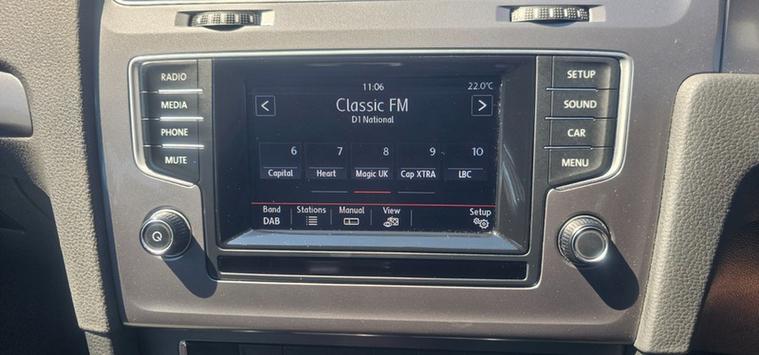 RADIO
MEDIA
PHONE
MUTE
11:06 22.0°C
Classic FM
D1 National
6 7 8 9 10
Capital Heart Magic UK Cap XTRA LBC
Band Stations Manual View Setup
DAB
SETUP
SOUND
CAR
MENU